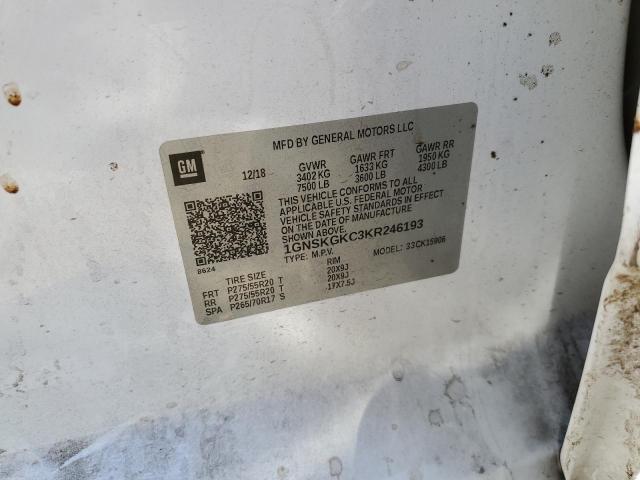 MFD BY GENERAL MOTORS LLC
GM
12/18
GVWR GAWR FRT GAWR RR
3402 KG 1633 KG 1950 KG
7500 LB 3600 LB 4300 LB
THIS VEHICLE CONFORMS TO ALL
APPLICABLE U.S. FEDERAL MOTOR
VEHICLE SAFETY STANDARDS IN EFFECT
ON THE DATE OF MANUFACTURE
SHOWN ABOVE.
1GNSKGKC3KR246193
TYPE: M.P.V. MODEL: 33CK15906
8624
TIRE SIZE RIM
FRT P275/55R20 T 20X9J
RR P275/55R20 T 20X9J
SPA P265/70R17 S 17X7.5J